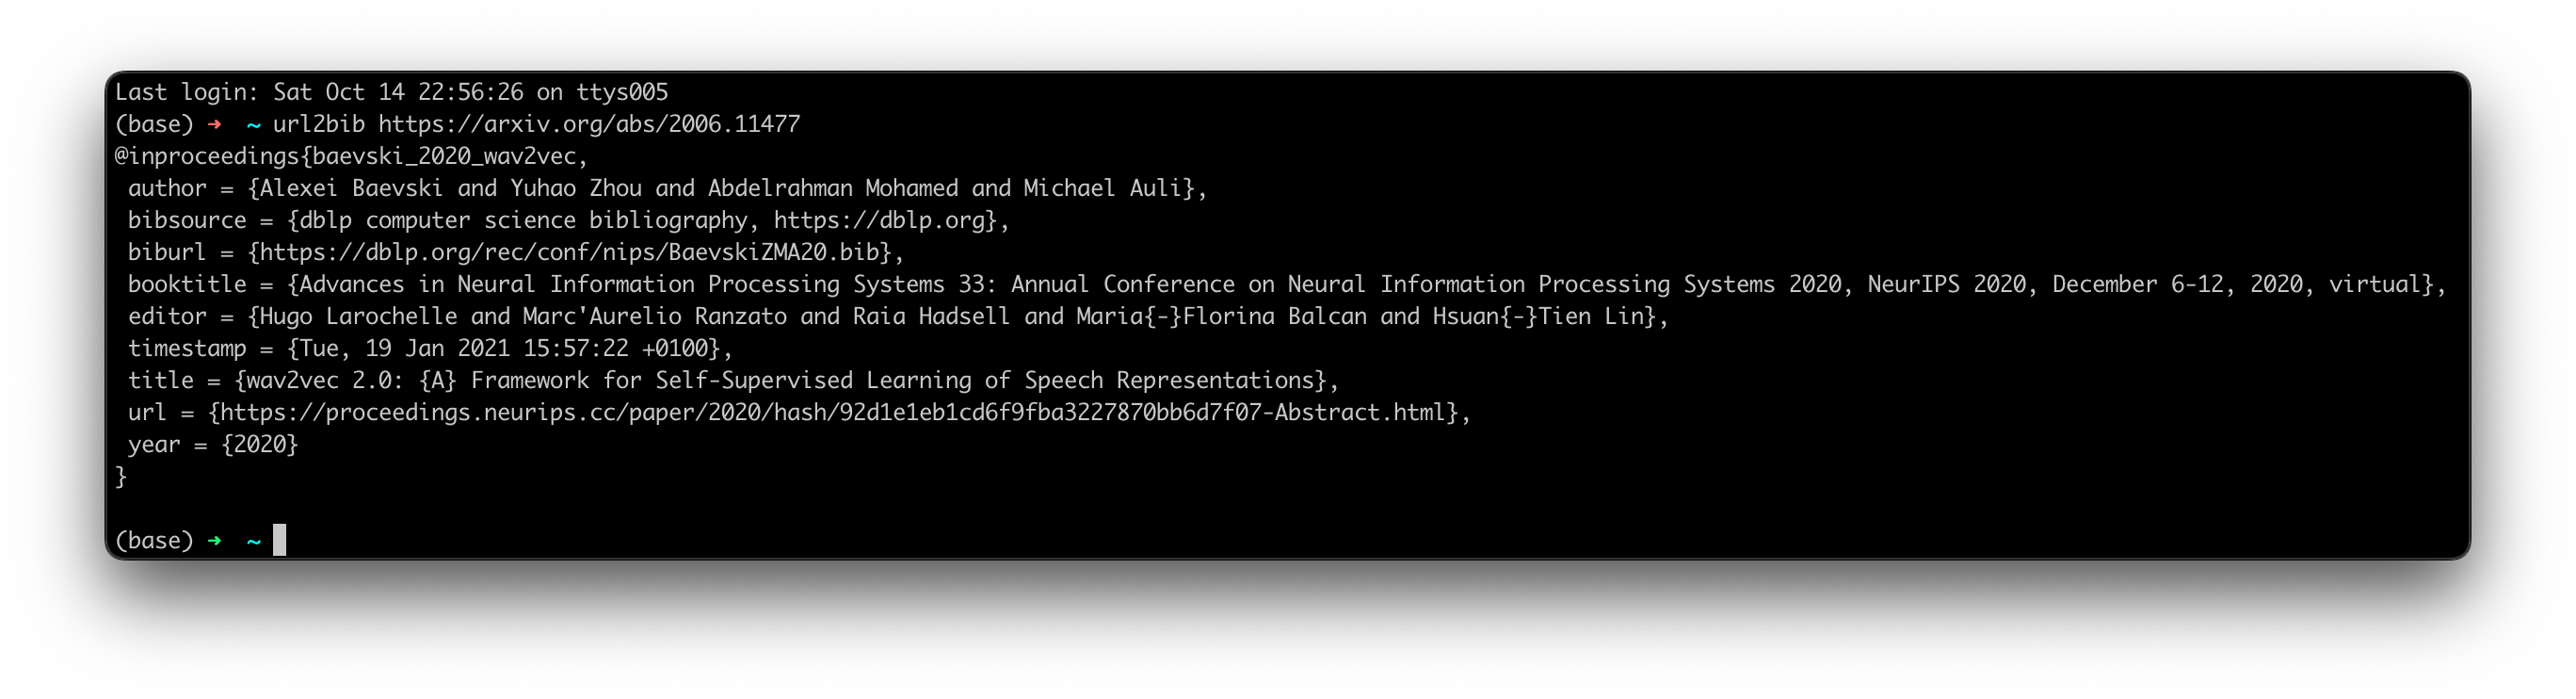 Last login: Sat Oct 14 22:56:26 on ttys005
(base) ➜  ~ url2bib https://arxiv.org/abs/2006.11477
@inproceedings{baevski_2020_wav2vec,
 author = {Alexei Baevski and Yuhao Zhou and Abdelrahman Mohamed and Michael Auli},
 bibsource = {dblp computer science bibliography, https://dblp.org},
 biburl = {https://dblp.org/rec/conf/nips/BaevskiZMA20.bib},
 booktitle = {Advances in Neural Information Processing Systems 33: Annual Conference on Neural Information Processing Systems 2020, NeurIPS 2020, December 6-12, 2020, virtual},
 editor = {Hugo Larochelle and Marc'Aurelio Ranzato and Raia Hadsell and Maria{-}Florina Balcan and Hsuan{-}Tien Lin},
 timestamp = {Tue, 19 Jan 2021 15:57:22 +0100},
 title = {wav2vec 2.0: {A} Framework for Self-Supervised Learning of Speech Representations},
 url = {https://proceedings.neurips.cc/paper/2020/hash/92d1e1eb1cd6f9fba3227870bb6d7f07-Abstract.html},
 year = {2020}
}
(base) ➜  ~